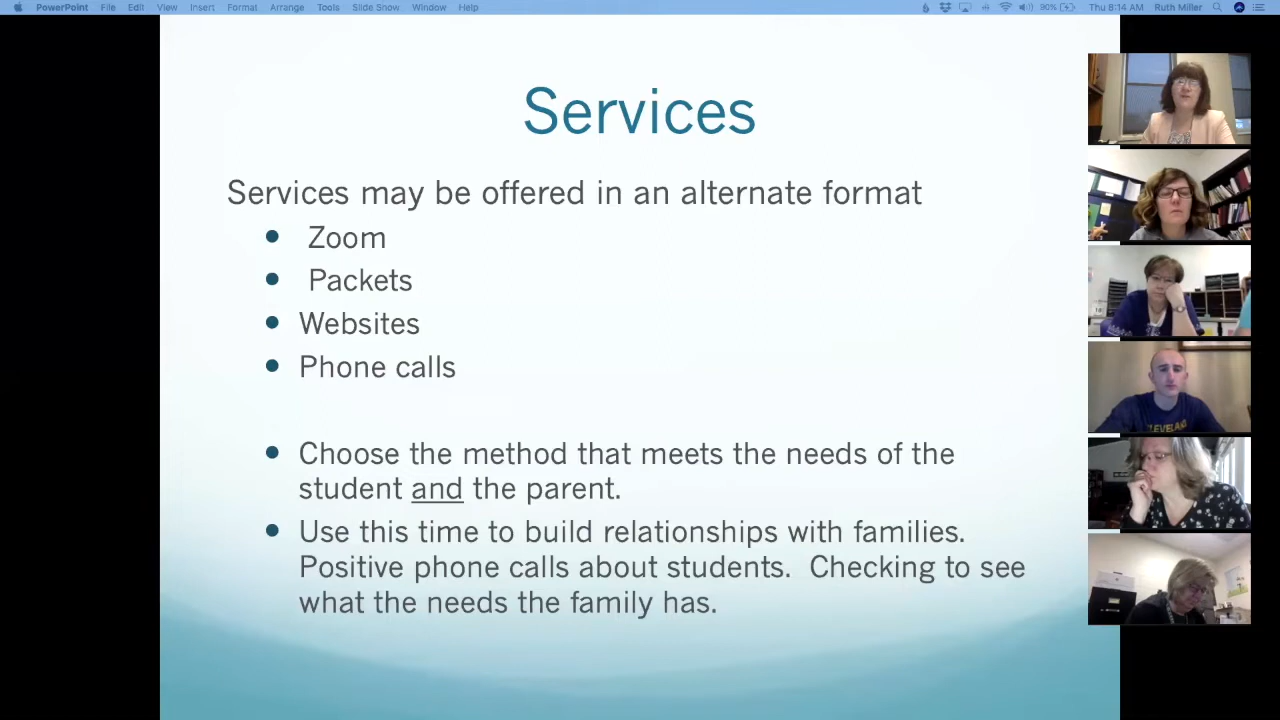 PowerPoint File Edit View Insert Format Arrange Tools Slide Show Window Help 90% Thu 8:14 AM Ruth Miller
Services
Services may be offered in an alternate format
Zoom
Packets
Websites
Phone calls
Choose the method that meets the needs of the
student and the parent.
Use this time to build relationships with families.
Positive phone calls about students. Checking to see
what the needs the family has.
CLEVELAND